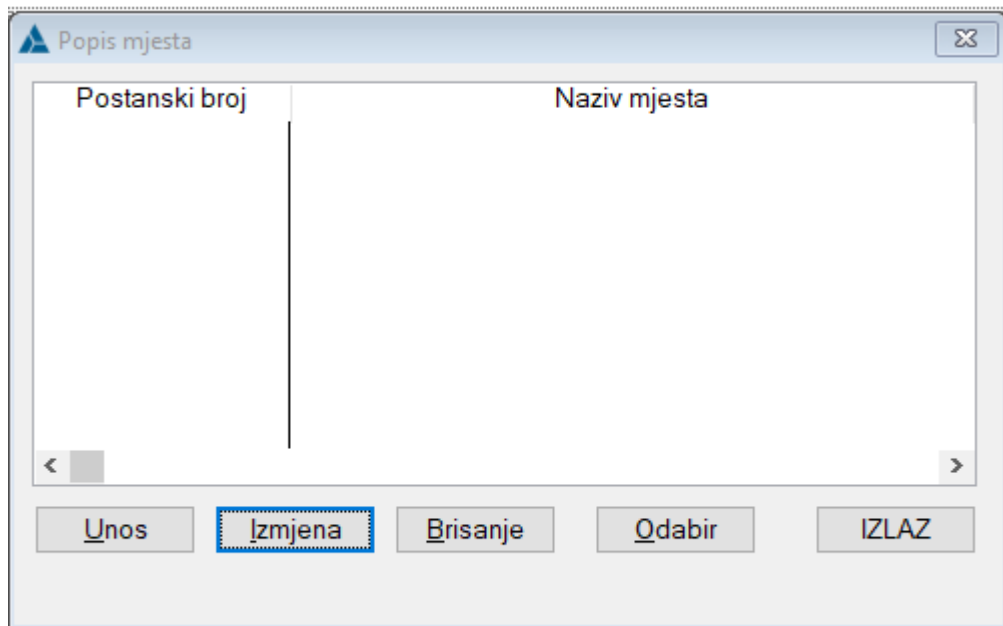 Popis mjesta
Postanski broj Naziv mjesta
Unos Izmjena Brisanje Odabir IZLAZ